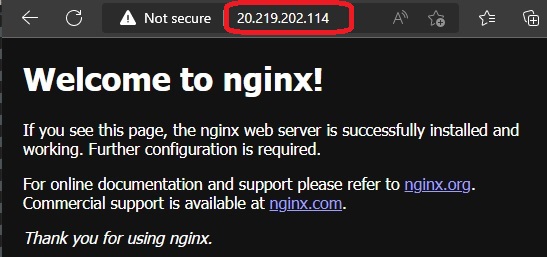 Not secure 20.219.202.114
Welcome to nginx!
If you see this page, the nginx web server is successfully installed and
working. Further configuration is required.
For online documentation and support please refer to nginx.org.
Commercial support is available at nginx.com.
Thank you for using nginx.